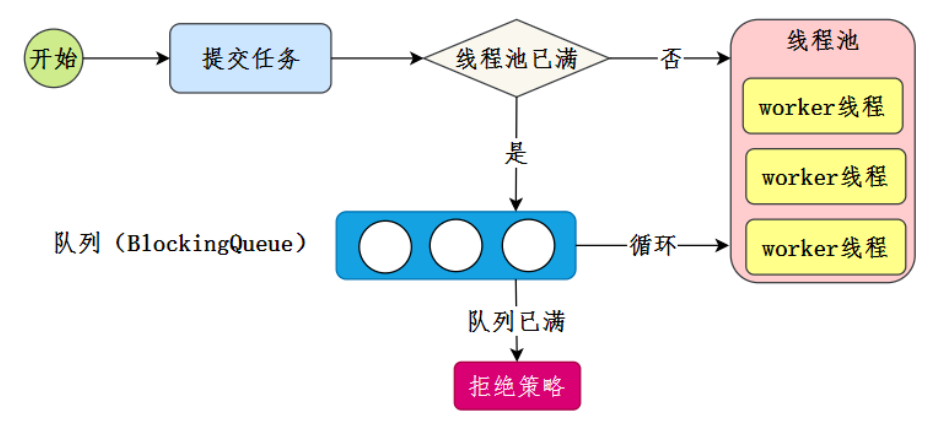 开始
提交任务
线程池已满
否
线程池
worker线程
worker线程
worker线程
是
队列（BlockingQueue）
循环
队列已满
拒绝策略